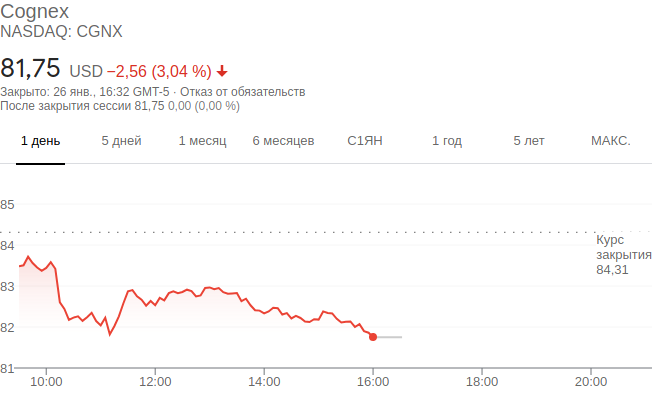 Cognex
NASDAQ: CGNX
81,75 USD −2,56 (3,04 %)
Закрыто: 26 янв., 16:32 GMT-5 · Отказ от обязательств
После закрытия сессии 81,75 0,00 (0,00 %)
1 день 5 дней 1 месяц 6 месяцев С1ЯН 1 год 5 лет МАКС.
85
84
Курс
закрытия
84,31
83
82
81
10:00 12:00 14:00 16:00 18:00 20:00